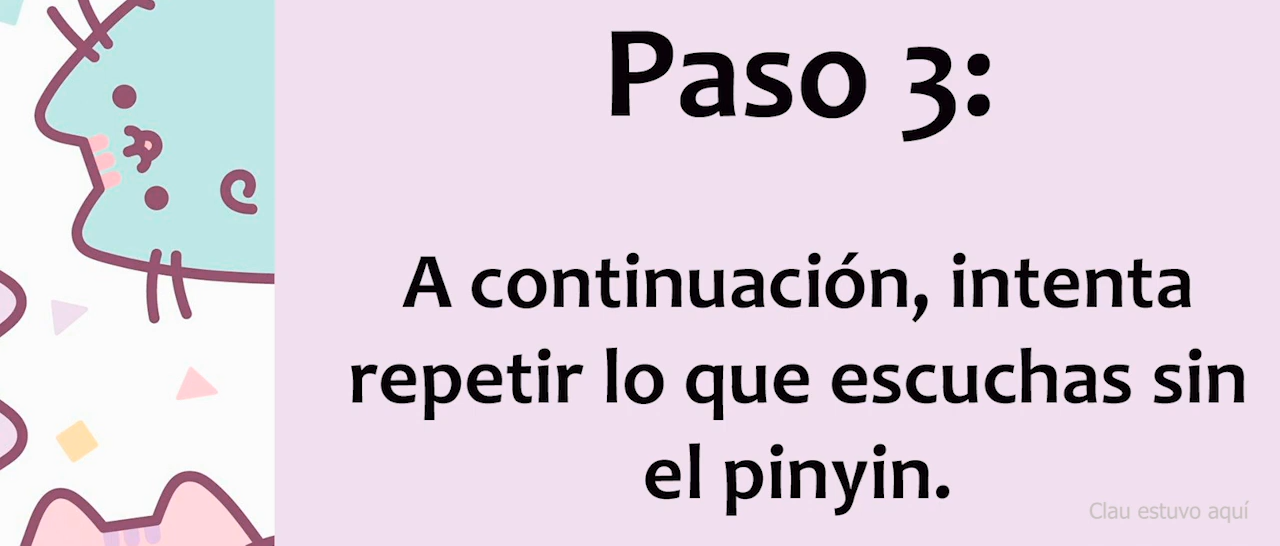 Paso 3:
A continuación, intenta
repetir lo que escuchas sin
el pinyin.
Clau estuvo aquí